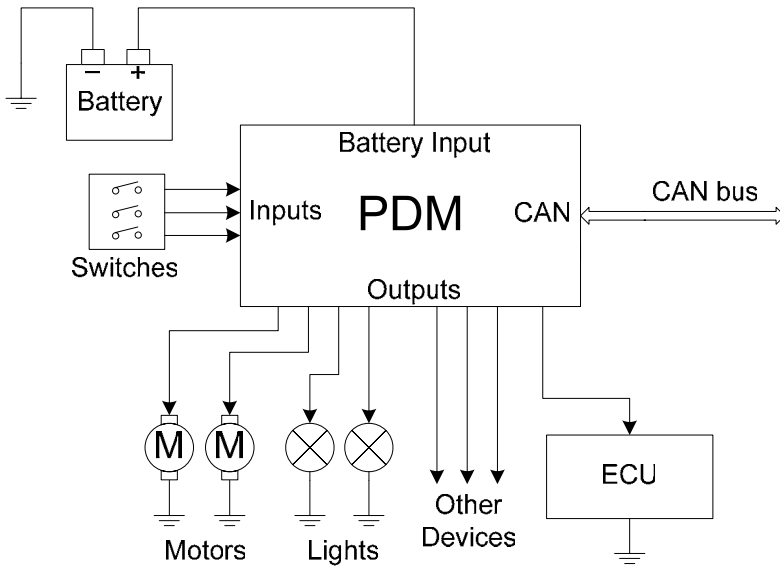 − +
Battery
Battery Input
Inputs
PDM
CAN
CAN bus
Switches
Outputs
M
M
ECU
Other
Devices
Motors
Lights